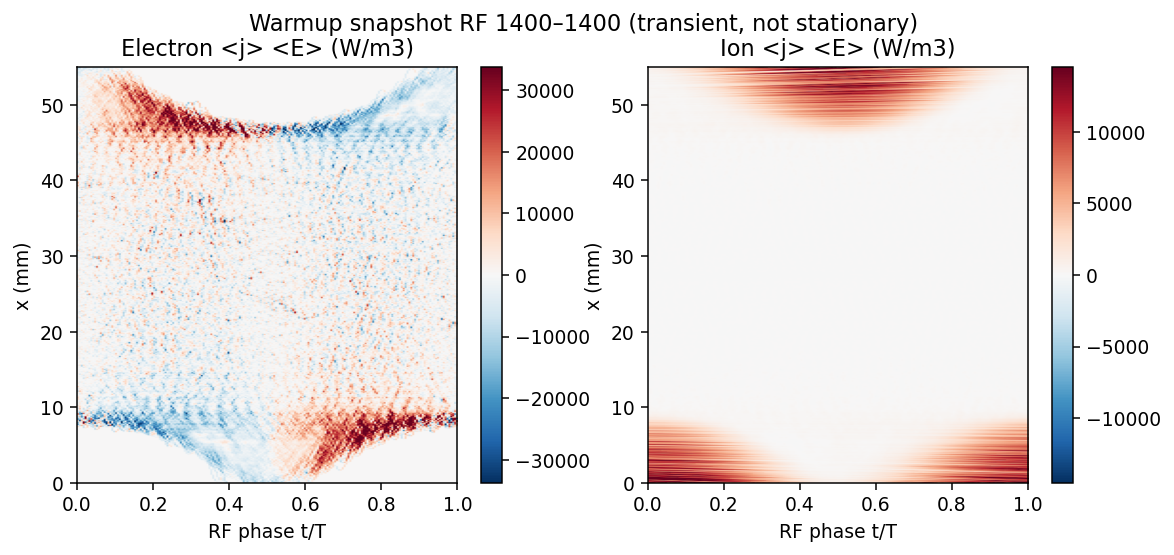 Warmup snapshot RF 1400–1400 (transient, not stationary)
Electron <j> <E> (W/m3)
Ion <j> <E> (W/m3)
x (mm)
50
40
30
20
10
0
0.0 0.2 0.4 0.6 0.8 1.0
RF phase t/T
30000
20000
10000
0
−10000
−20000
−30000
x (mm)
50
40
30
20
10
0
0.0 0.2 0.4 0.6 0.8 1.0
RF phase t/T
10000
5000
0
−5000
−10000